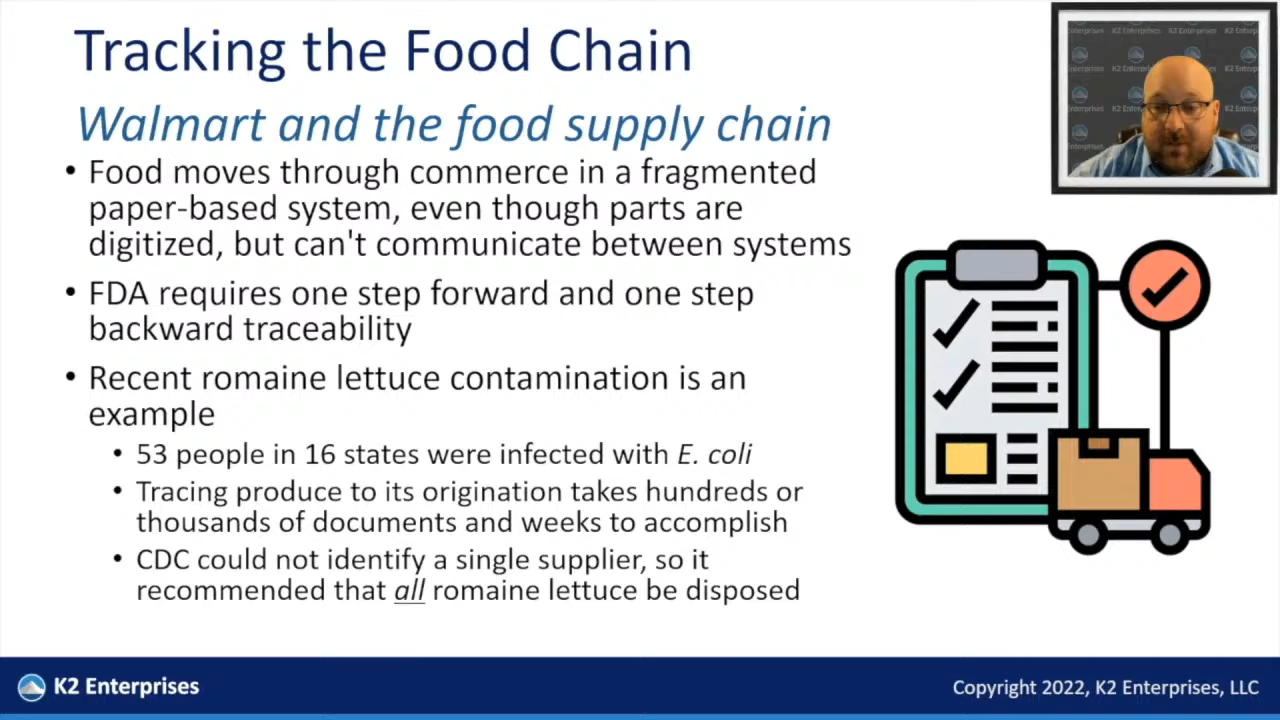 Tracking the Food Chain
Walmart and the food supply chain
• Food moves through commerce in a fragmented
paper-based system, even though parts are
digitized, but can't communicate between systems
• FDA requires one step forward and one step
backward traceability
• Recent romaine lettuce contamination is an
example
• 53 people in 16 states were infected with E. coli
• Tracing produce to its origination takes hundreds or
thousands of documents and weeks to accomplish
• CDC could not identify a single supplier, so it
recommended that all romaine lettuce be disposed
K2 Enterprises
Copyright 2022, K2 Enterprises, LLC